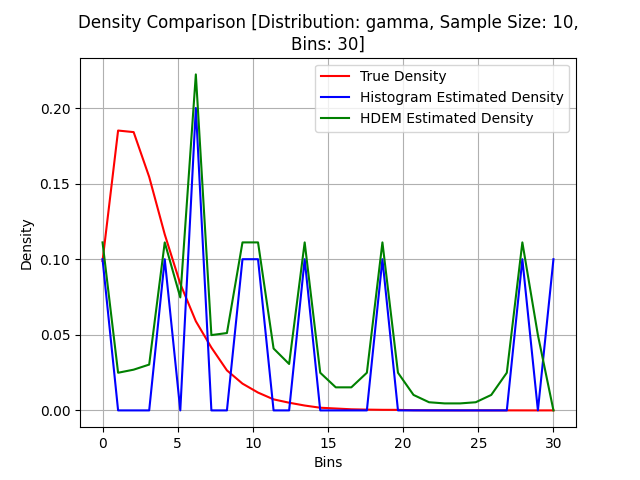 Density Comparison [Distribution: gamma, Sample Size: 10,
Bins: 30]
True Density
Histogram Estimated Density
HDEM Estimated Density
Density
0.20
0.15
0.10
0.05
0.00
0 5 10 15 20 25 30
Bins